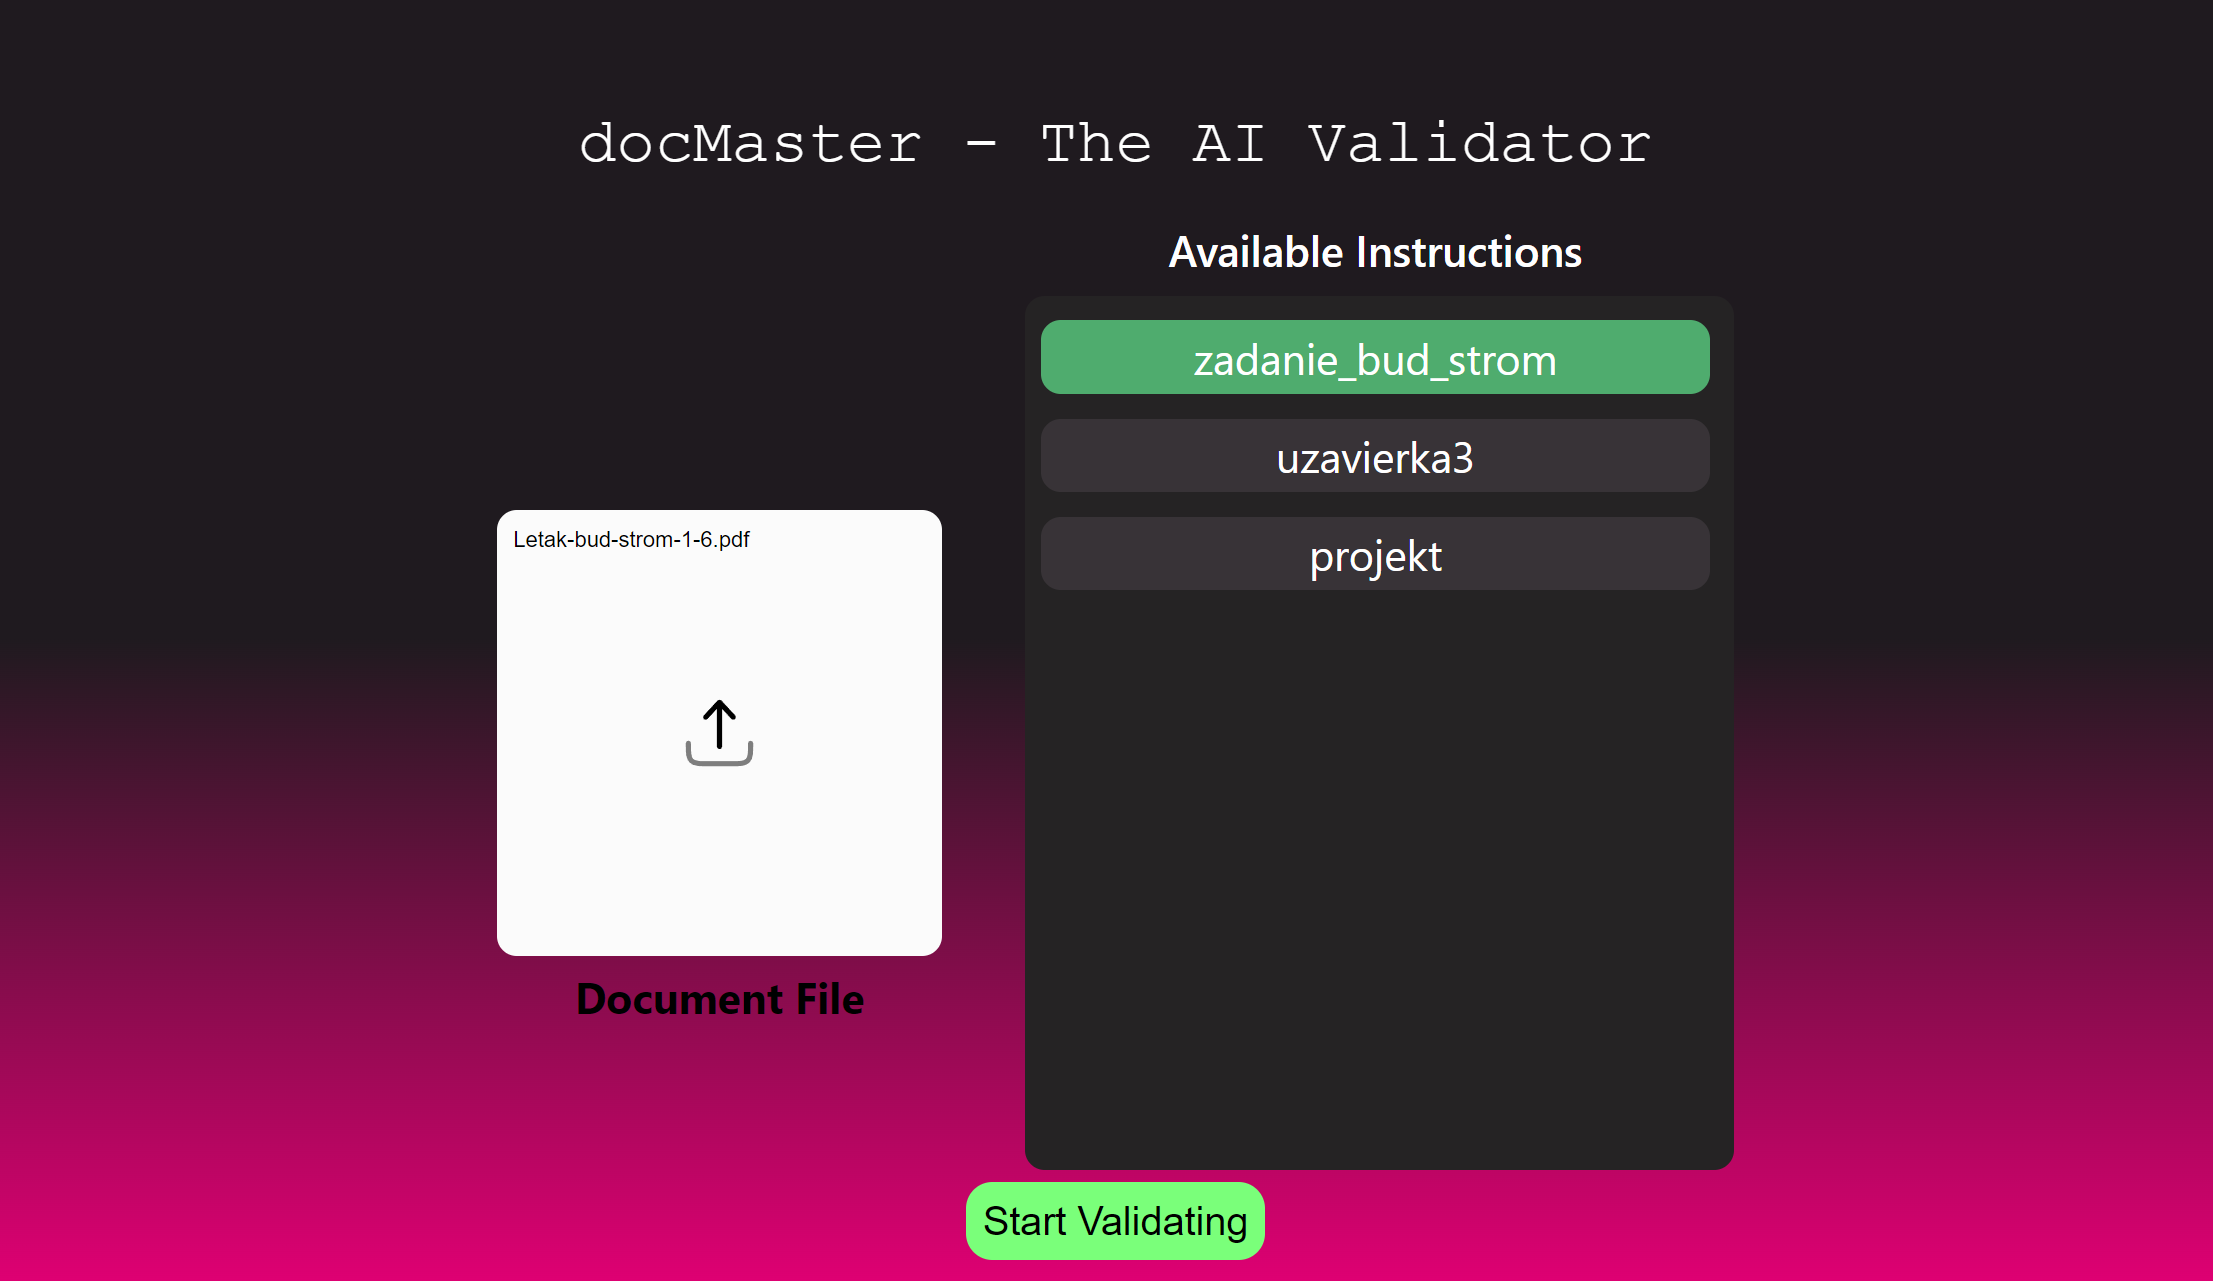 docMaster - The AI Validator
Available Instructions
zadanie_bud_strom
uzavierka3
projekt
Letak-bud-strom-1-6.pdf
Document File
Start Validating